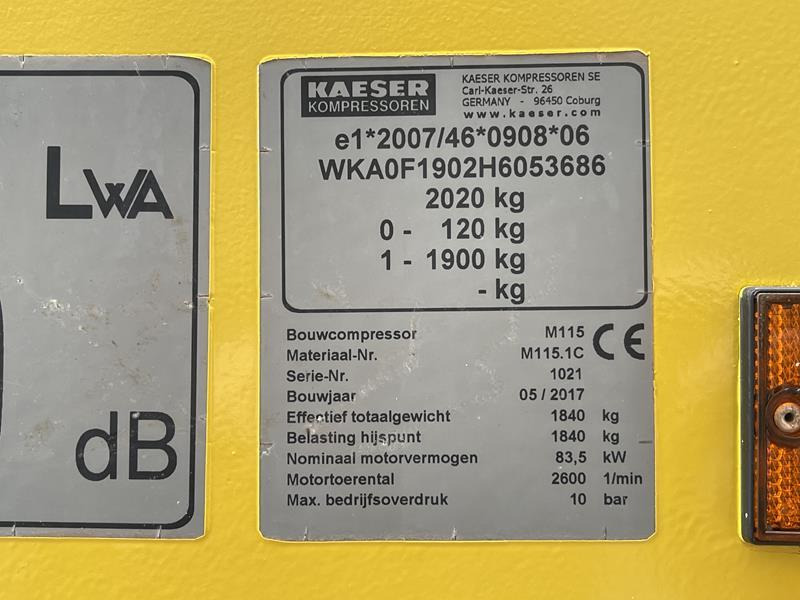 LWA
dB
KAESER
KOMPRESSOREN
KAESER KOMPRESSOREN SE
Carl-Kaeser-Str. 26
GERMANY - 96450 Coburg
www.kaeser.com
e1*2007/46*0908*06
WKA0F1902H6053686
2020 kg
0 - 120 kg
1 - 1900 kg
- kg
Bouwcompressor M115
Materiaal-Nr. M115.1C
CE
Serie-Nr. 1021
Bouwjaar 05 / 2017
Effectief totaalgewicht 1840 kg
Belasting hijspunt 1840 kg
Nominaal motorvermogen 83,5 kW
Motortoerental 2600 1/min
Max. bedrijfsoverdruk 10 bar